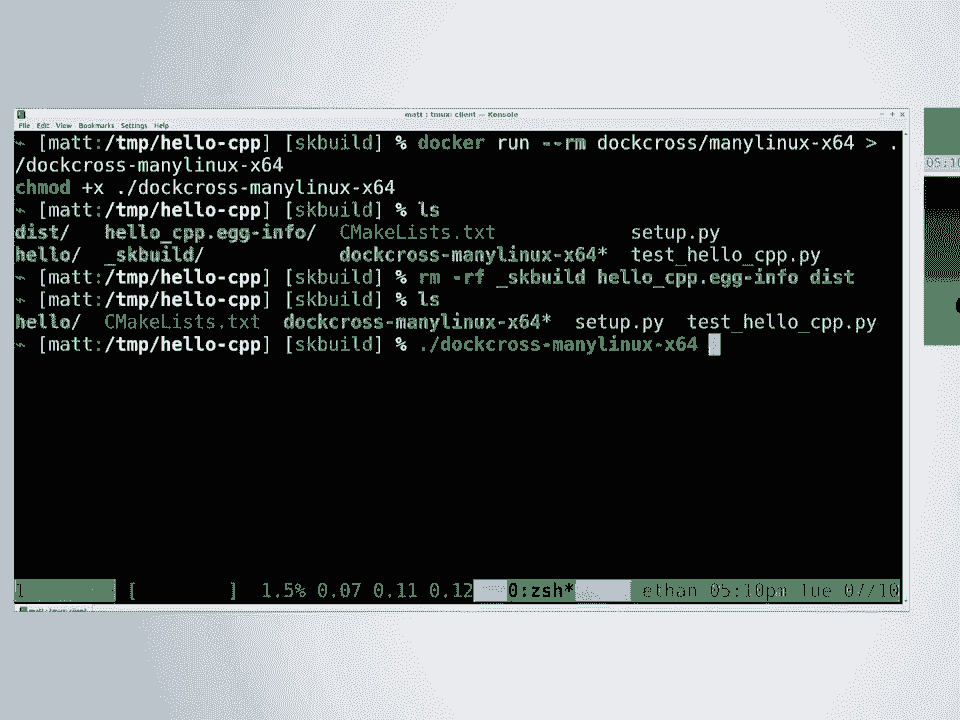 matt : tmux: client — Konsole
File Edit View Bookmarks Settings Help
~ [matt:/tmp/hello-cpp] [skbuild] % docker run --rm dockcross/manylinux-x64 > .
/dockcross-manylinux-x64
chmod +x ./dockcross-manylinux-x64
~ [matt:/tmp/hello-cpp] [skbuild] % ls
dist/ hello_cpp.egg-info/ CMakeLists.txt setup.py
hello/ _skbuild/ dockcross-manylinux-x64* test_hello_cpp.py
~ [matt:/tmp/hello-cpp] [skbuild] % rm -rf _skbuild hello_cpp.egg-info dist
~ [matt:/tmp/hello-cpp] [skbuild] % ls
hello/ CMakeLists.txt dockcross-manylinux-x64* setup.py test_hello_cpp.py
~ [matt:/tmp/hello-cpp] [skbuild] % ./dockcross-manylinux-x64
1 [ ] 1.5% 0.07 0.11 0.12 0:zsh* ethan 05:10pm Tue 07/10
matt : tmux: client